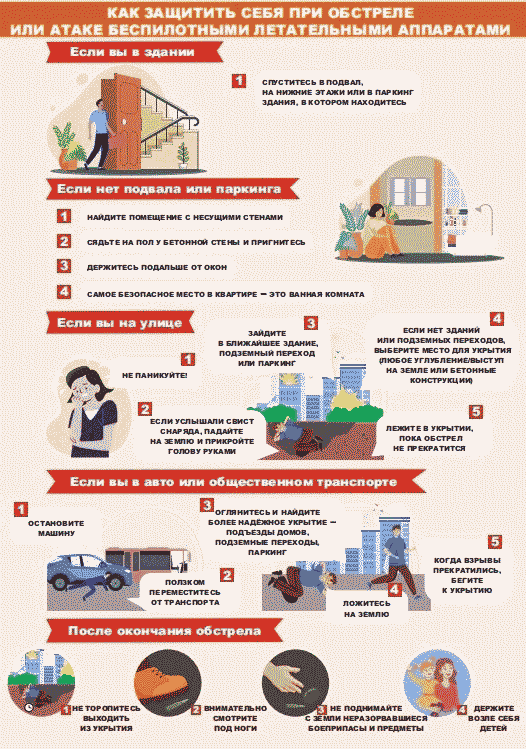 КАК ЗАЩИТИТЬ СЕБЯ ПРИ ОБСТРЕЛЕ
ИЛИ АТАКЕ БЕСПИЛОТНЫМИ ЛЕТАТЕЛЬНЫМИ АППАРАТАМИ
Если вы в здании
1
СПУСТИТЕСЬ В ПОДВАЛ,
НА НИЖНИЕ ЭТАЖИ ИЛИ В ПАРКИНГ
ЗДАНИЯ, В КОТОРОМ НАХОДИТЕСЬ
Если нет подвала или паркинга
1 НАЙДИТЕ ПОМЕЩЕНИЕ С НЕСУЩИМИ СТЕНАМИ
2 СЯДЬТЕ НА ПОЛ У БЕТОННОЙ СТЕНЫ И ПРИГНИТЕСЬ
3 ДЕРЖИТЕСЬ ПОДАЛЬШЕ ОТ ОКОН
4 САМОЕ БЕЗОПАСНОЕ МЕСТО В КВАРТИРЕ – ЭТО ВАННАЯ КОМНАТА
Если вы на улице
1
НЕ ПАНИКУЙТЕ!
2
ЕСЛИ УСЛЫШАЛИ СВИСТ
СНАРЯДА, ПАДАЙТЕ
НА ЗЕМЛЮ И ПРИКРОЙТЕ
ГОЛОВУ РУКАМИ
3
ЗАЙДИТЕ
В БЛИЖАЙШЕЕ ЗДАНИЕ,
ПОДЗЕМНЫЙ ПЕРЕХОД
ИЛИ ПАРКИНГ
4
ЕСЛИ НЕТ ЗДАНИЙ
ИЛИ ПОДЗЕМНЫХ ПЕРЕХОДОВ,
ВЫБЕРИТЕ МЕСТО ДЛЯ УКРЫТИЯ
(ЛЮБОЕ УГЛУБЛЕНИЕ/ВЫСТУП
НА ЗЕМЛЕ ИЛИ БЕТОННЫЕ
КОНСТРУКЦИИ)
5
ЛЕЖИТЕ В УКРЫТИИ,
ПОКА ОБСТРЕЛ
НЕ ПРЕКРАТИТСЯ
Если вы в авто или общественном транспорте
1
ОСТАНОВИТЕ
МАШИНУ
2
ПОЛЗКОМ
ПЕРЕМЕСТИТЕСЬ
ОТ ТРАНСПОРТА
3
ОГЛЯНИТЕСЬ И НАЙДИТЕ
БОЛЕЕ НАДЁЖНОЕ УКРЫТИЕ –
ПОДЪЕЗДЫ ДОМОВ,
ПОДЗЕМНЫЕ ПЕРЕХОДЫ,
ПАРКИНГ
4
ЛОЖИТЕСЬ
НА ЗЕМЛЮ
5
КОГДА ВЗРЫВЫ
ПРЕКРАТИЛИСЬ,
БЕГИТЕ
К УКРЫТИЮ
После окончания обстрела
1 НЕ ТОРОПИТЕСЬ
ВЫХОДИТЬ
ИЗ УКРЫТИЯ
2 ВНИМАТЕЛЬНО
СМОТРИТЕ
ПОД НОГИ
3 НЕ ПОДНИМАЙТЕ
С ЗЕМЛИ НЕРАЗОРВАВШИЕСЯ
БОЕПРИПАСЫ И ПРЕДМЕТЫ
4 ДЕРЖИТЕ
ВОЗЛЕ СЕБЯ
ДЕТЕЙ